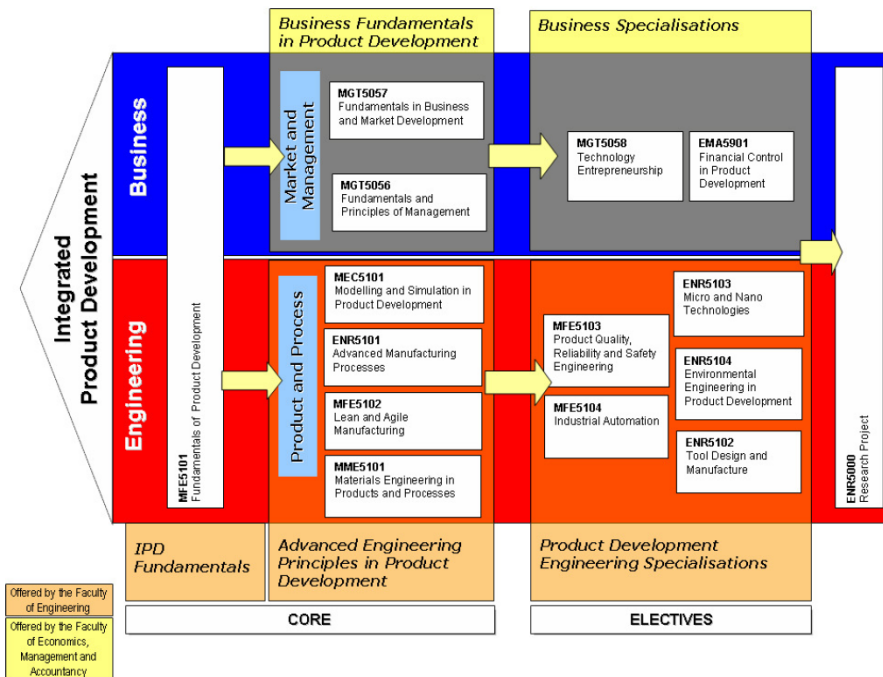 Business Fundamentals
in Product Development
Business Specialisations
Integrated
Product Development
Business
Engineering
MFE5101
Fundamentals of Product Development
Market and
Management
MGT5057
Fundamentals in Business
and Market Development
MGT5056
Fundamentals and
Principles of Management
MGT5058
Technology
Entrepreneurship
EMA5901
Financial Control
in Product
Development
Product and Process
MEC5101
Modelling and Simulation in
Product Development
ENR5101
Advanced Manufacturing
Processes
MFE5102
Lean and Agile
Manufacturing
MME5101
Materials Engineering in
Products and Processes
MFE5103
Product Quality,
Reliability and Safety
Engineering
MFE5104
Industrial Automation
ENR5103
Micro and Nano
Technologies
ENR5104
Environmental
Engineering in
Product Development
ENR5102
Tool Design and
Manufacture
ENR5000
Research Project
IPD
Fundamentals
Advanced Engineering
Principles in Product
Development
Product Development
Engineering Specialisations
CORE
ELECTIVES
Offered by the Faculty
of Engineering
Offered by the Faculty
of Economics,
Management and
Accountancy